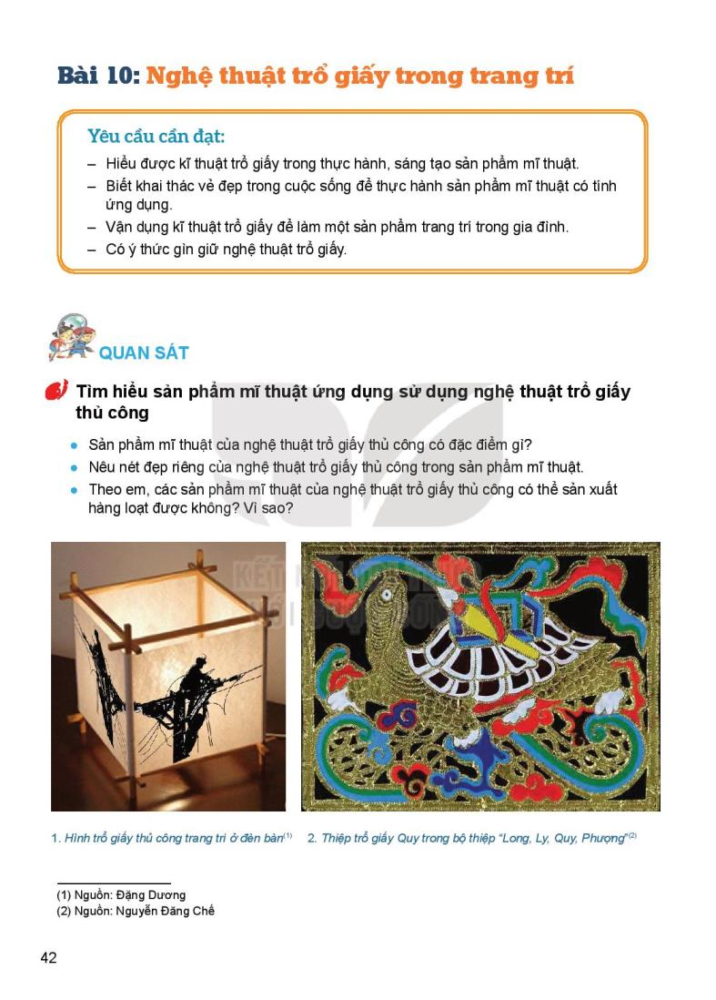 Bài 10: Nghệ thuật trổ giấy trong trang trí
Yêu cầu cần đạt:
– Hiểu được kĩ thuật trổ giấy trong thực hành, sáng tạo sản phẩm mĩ thuật.
– Biết khai thác vẻ đẹp trong cuộc sống để thực hành sản phẩm mĩ thuật có tính
ứng dụng.
– Vận dụng kĩ thuật trổ giấy để làm một sản phẩm trang trí trong gia đình.
– Có ý thức gìn giữ nghệ thuật trổ giấy.
QUAN SÁT
Tìm hiểu sản phẩm mĩ thuật ứng dụng sử dụng nghệ thuật trổ giấy
thủ công
• Sản phẩm mĩ thuật của nghệ thuật trổ giấy thủ công có đặc điểm gì?
• Nêu nét đẹp riêng của nghệ thuật trổ giấy thủ công trong sản phẩm mĩ thuật.
• Theo em, các sản phẩm mĩ thuật của nghệ thuật trổ giấy thủ công có thể sản xuất
hàng loạt được không? Vì sao?
1. Hình trổ giấy thủ công trang trí ở đèn bàn(1)
2. Thiệp trổ giấy Quy trong bộ thiệp “Long, Ly, Quy, Phượng”(2)
(1) Nguồn: Đặng Dương
(2) Nguồn: Nguyễn Đăng Chế
42